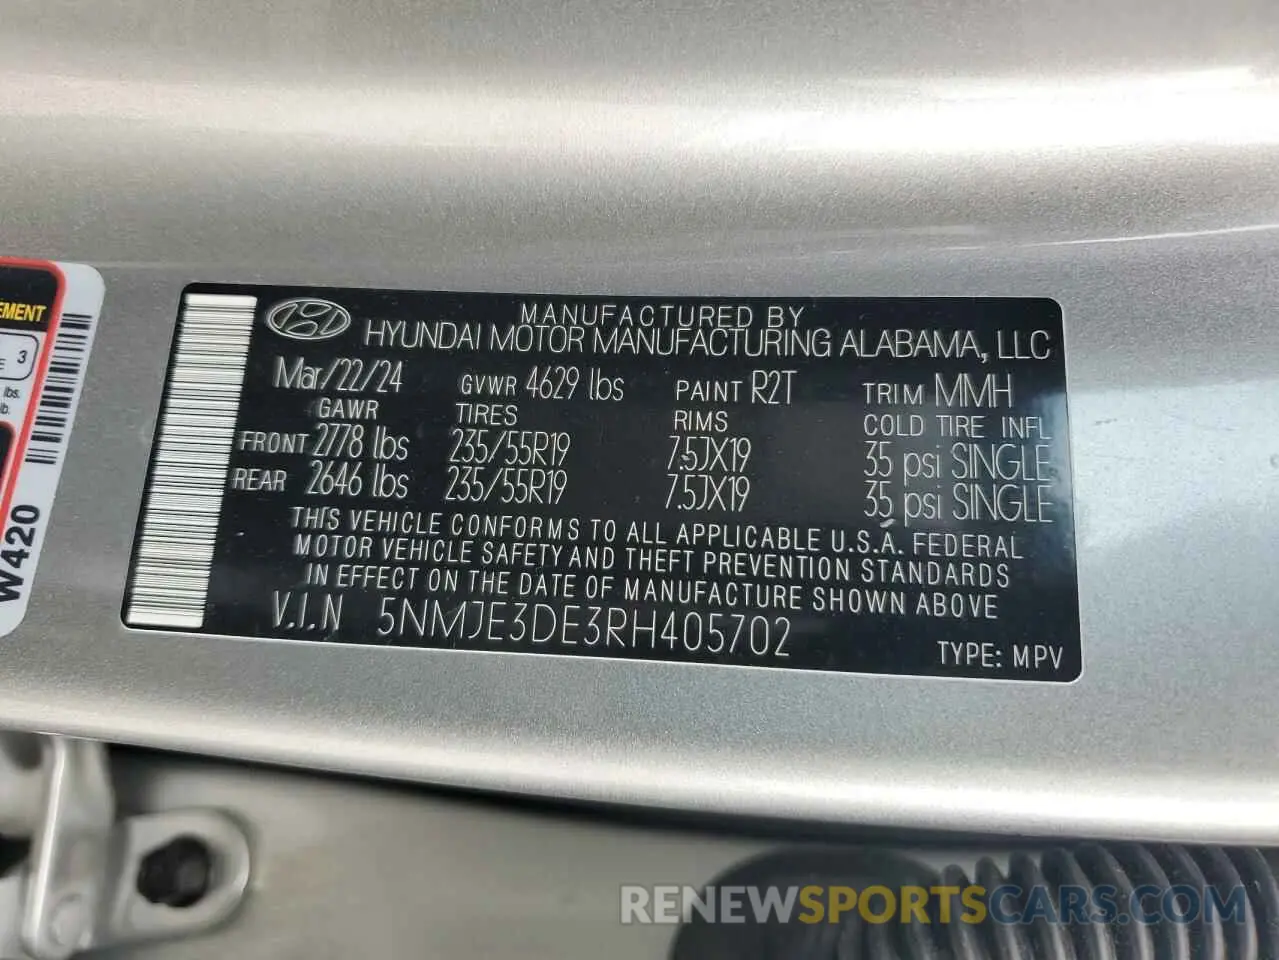 EMENT
3
E
lbs.
lb.
W420
MANUFACTURED BY
HYUNDAI MOTOR MANUFACTURING ALABAMA, LLC
Mar/22/24 GVWR 4629 lbs PAINT R2T TRIM MMH
GAWR TIRES RIMS COLD TIRE INFL
FRONT 2778 lbs 235/55R19 7.5JX19 35 psi SINGLE
REAR 2646 lbs 235/55R19 7.5JX19 35 psi SINGLE
THIS VEHICLE CONFORMS TO ALL APPLICABLE U.S.A. FEDERAL
MOTOR VEHICLE SAFETY AND THEFT PREVENTION STANDARDS
IN EFFECT ON THE DATE OF MANUFACTURE SHOWN ABOVE
V.I.N 5NMJE3DE3RH405702
TYPE: MPV
RENEWSPORTSCARS.COM